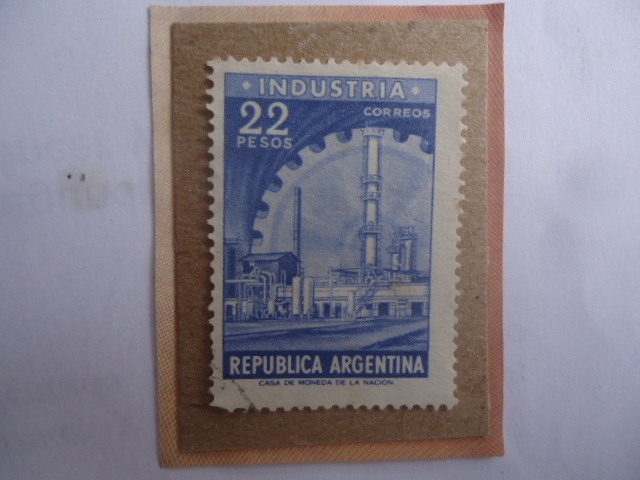 INDUSTRIA
22
PESOS
CORREOS
REPUBLICA ARGENTINA
CASA DE MONEDA DE LA NACION